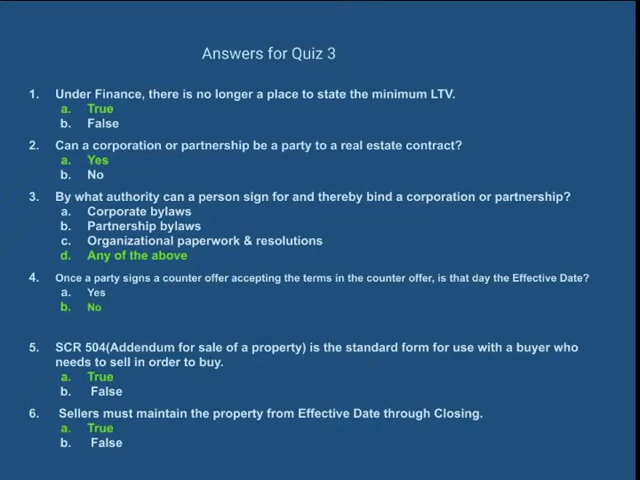 Answers for Quiz 3
1. Under Finance, there is no longer a place to state the minimum LTV.
a. True
b. False
2. Can a corporation or partnership be a party to a real estate contract?
a. Yes
b. No
3. By what authority can a person sign for and thereby bind a corporation or partnership?
a. Corporate bylaws
b. Partnership bylaws
c. Organizational paperwork & resolutions
d. Any of the above
4. Once a party signs a counter offer accepting the terms in the counter offer, is that day the Effective Date?
a. Yes
b. No
5. SCR 504(Addendum for sale of a property) is the standard form for use with a buyer who
needs to sell in order to buy.
a. True
b. False
6. Sellers must maintain the property from Effective Date through Closing.
a. True
b. False